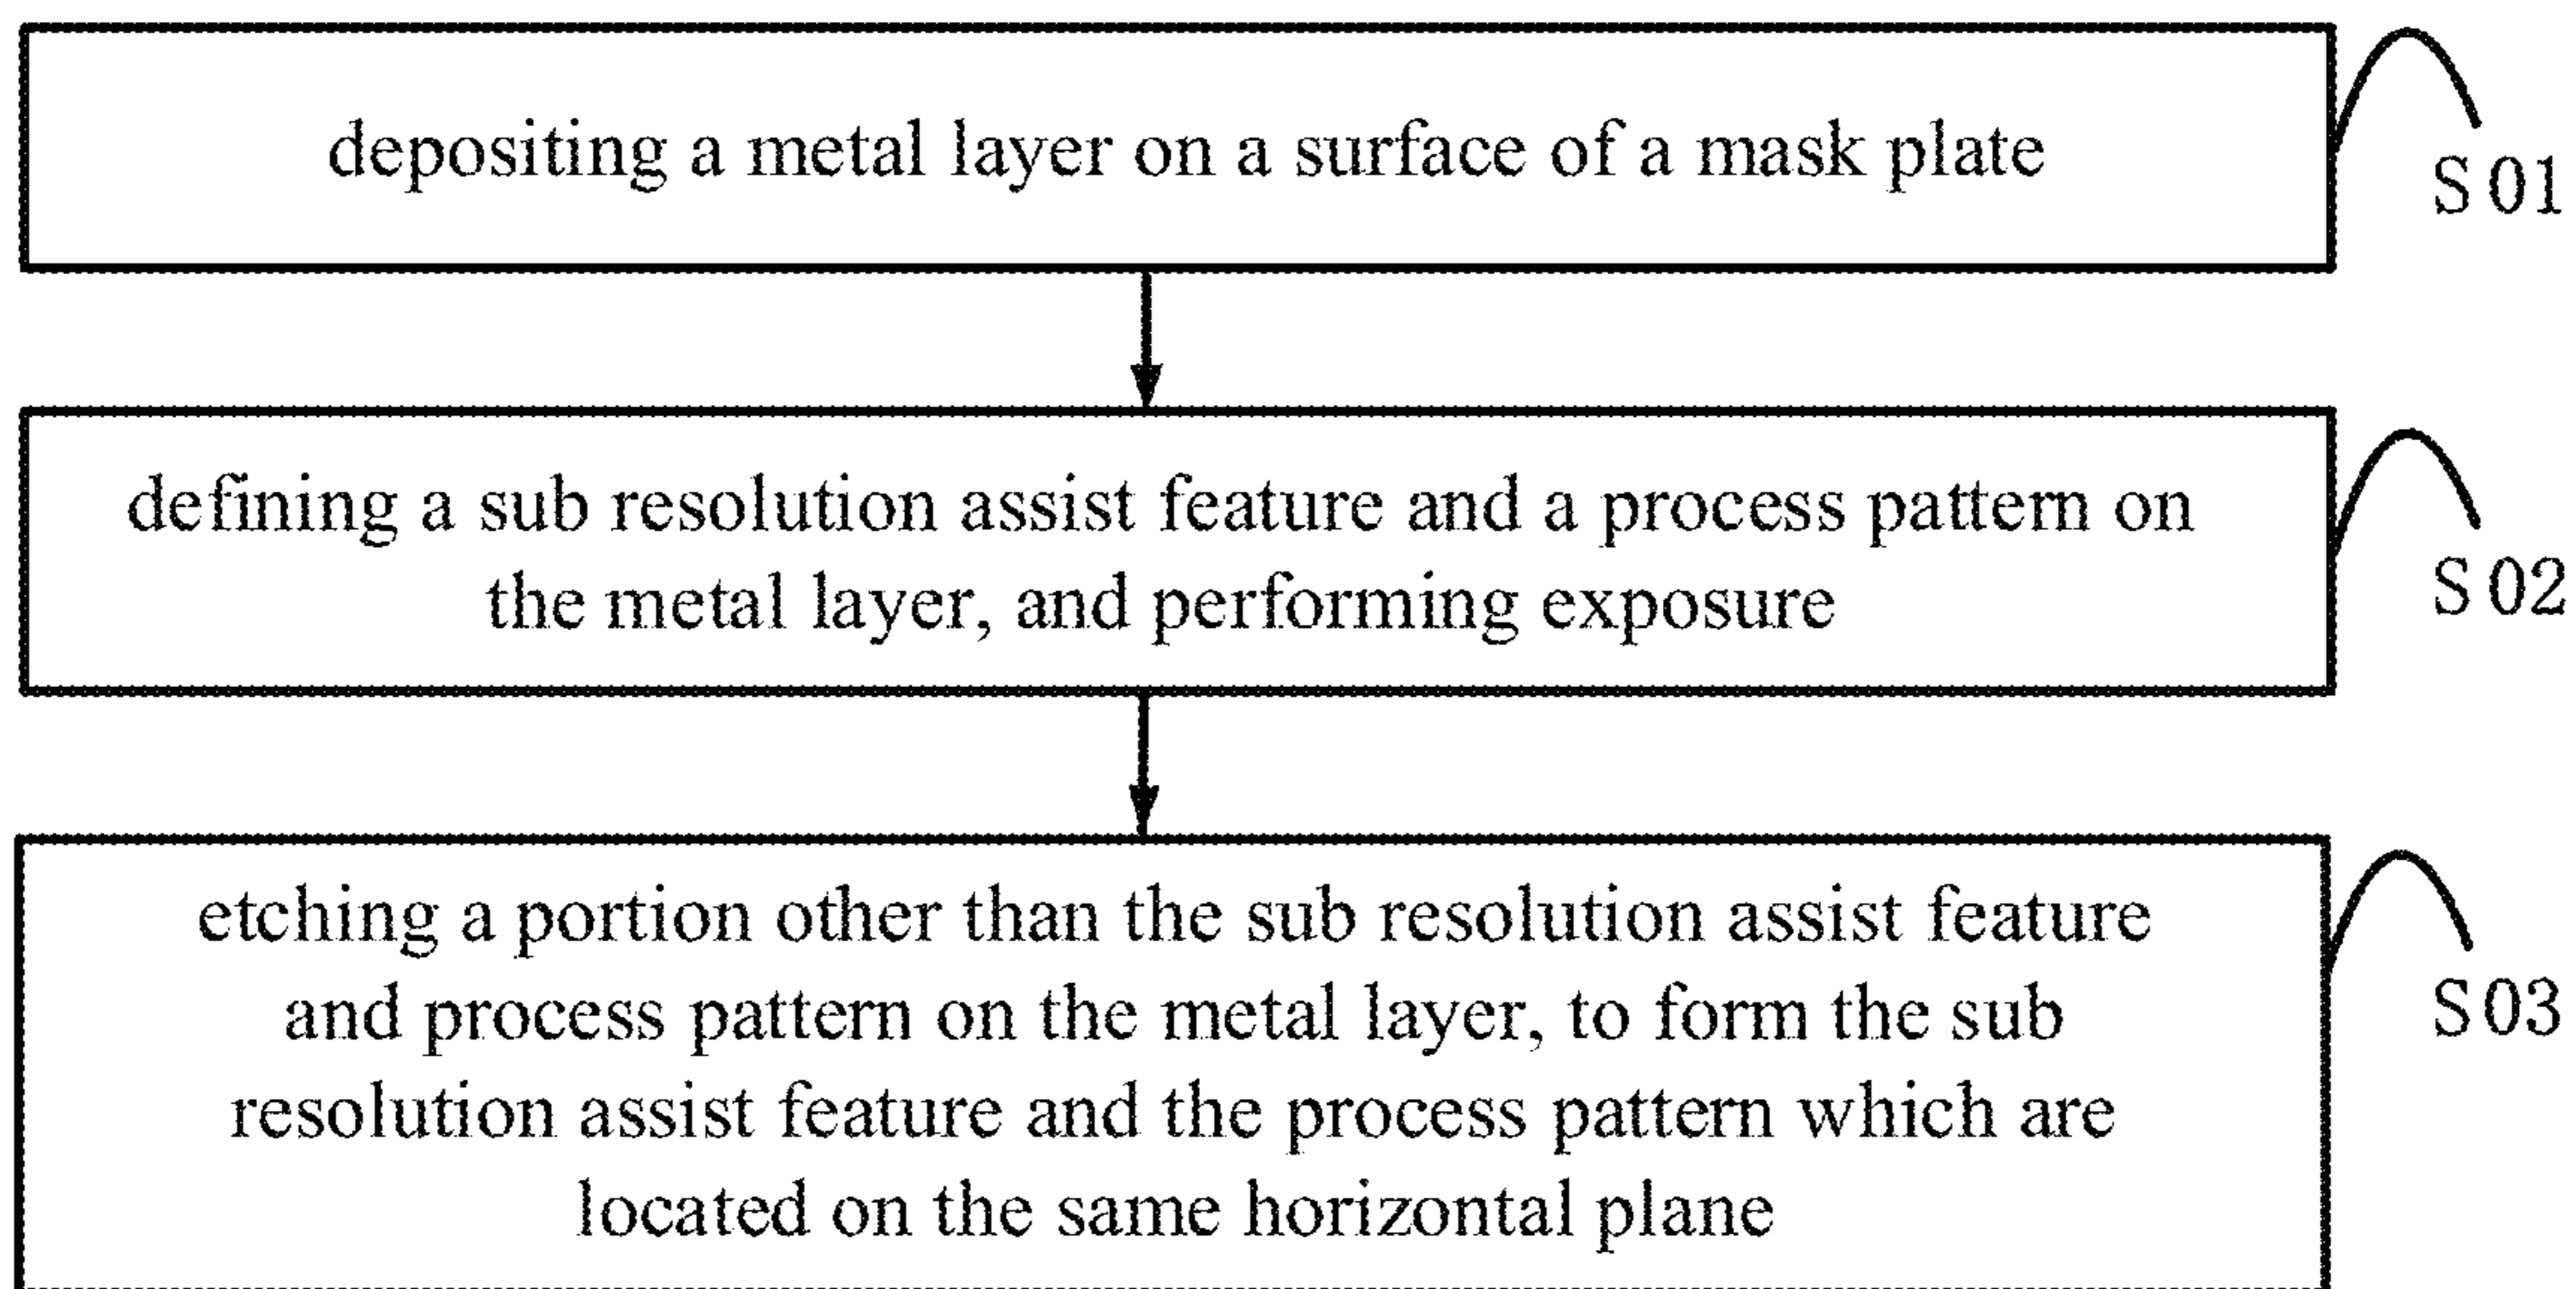 depositing a metal layer on a surface of a mask plate
S01
defining a sub resolution assist feature and a process pattern on
the metal layer, and performing exposure
S02
etching a portion other than the sub resolution assist feature
and process pattern on the metal layer, to form the sub
resolution assist feature and the process pattern which are
located on the same horizontal plane
S03